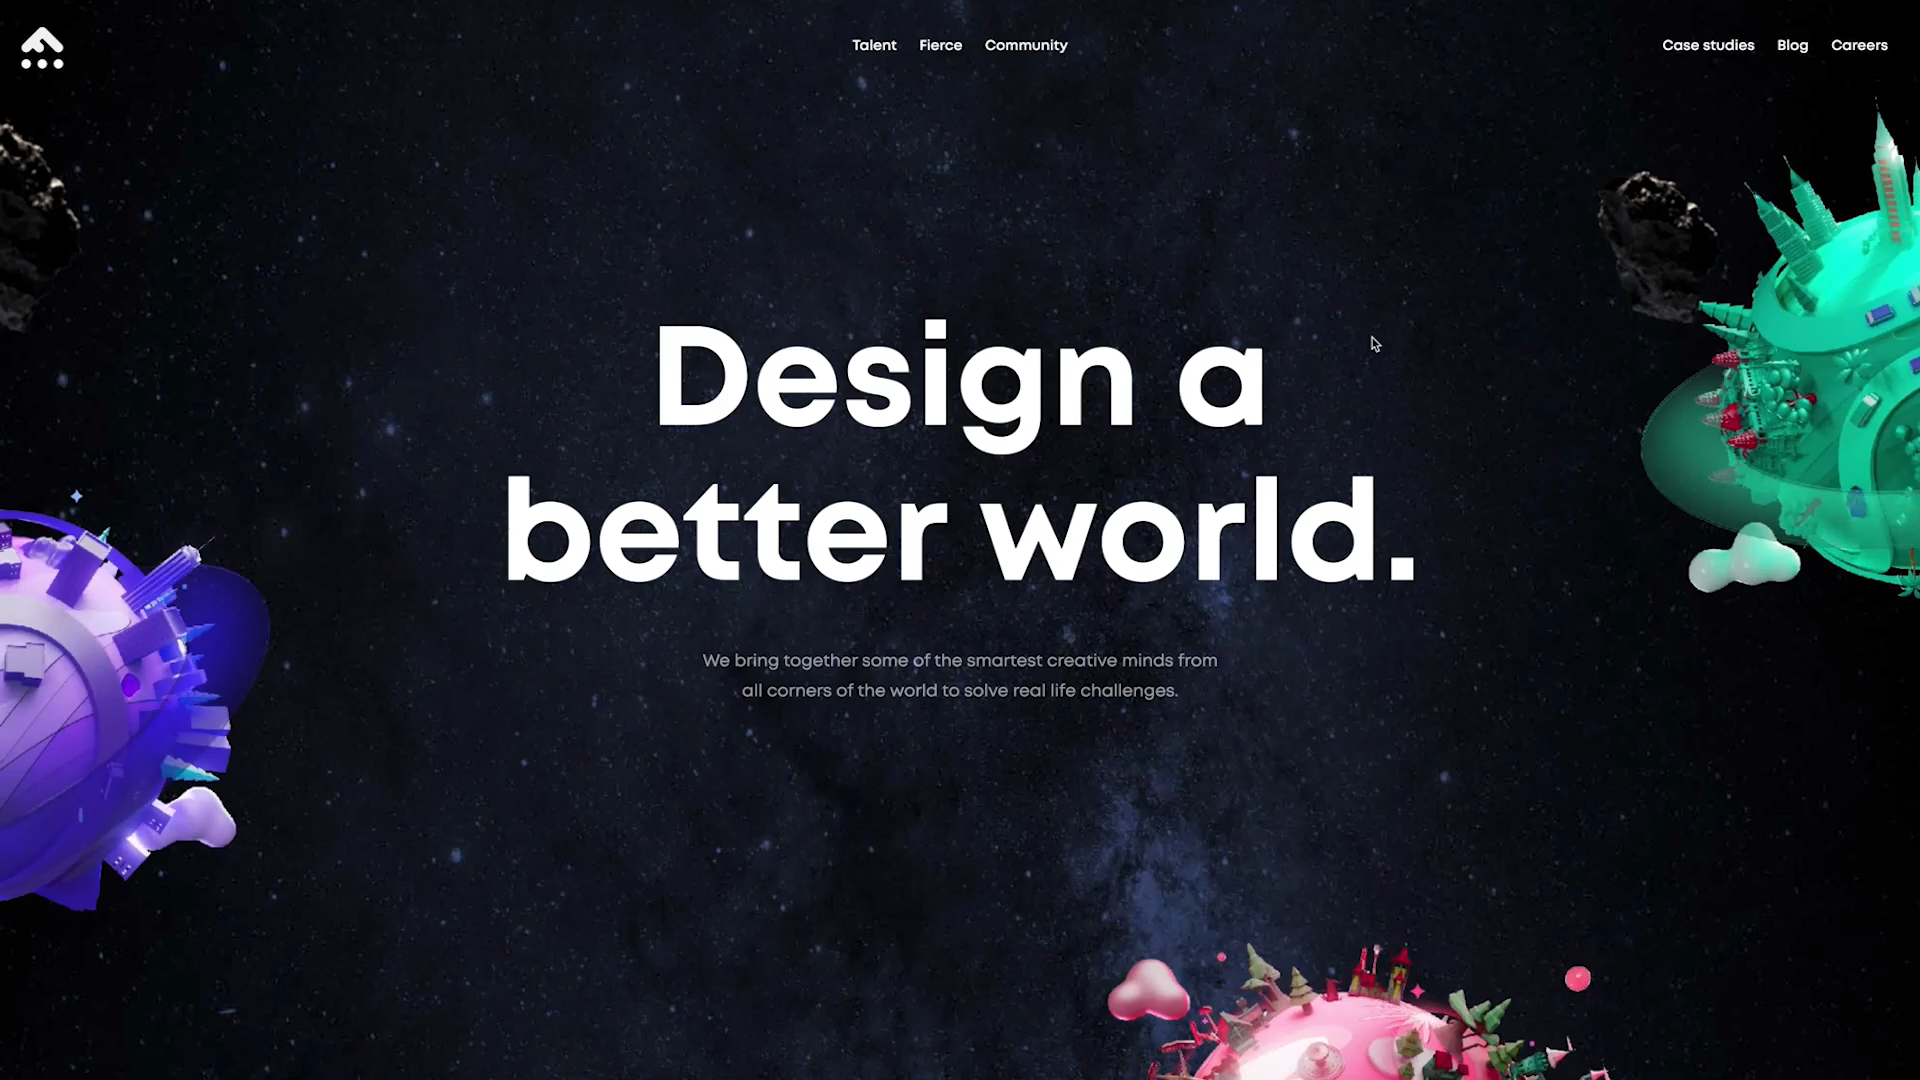 Talent Fierce Community
Case studies Blog Careers
Design a
better world.
We bring together some of the smartest creative minds from
all corners of the world to solve real life challenges.